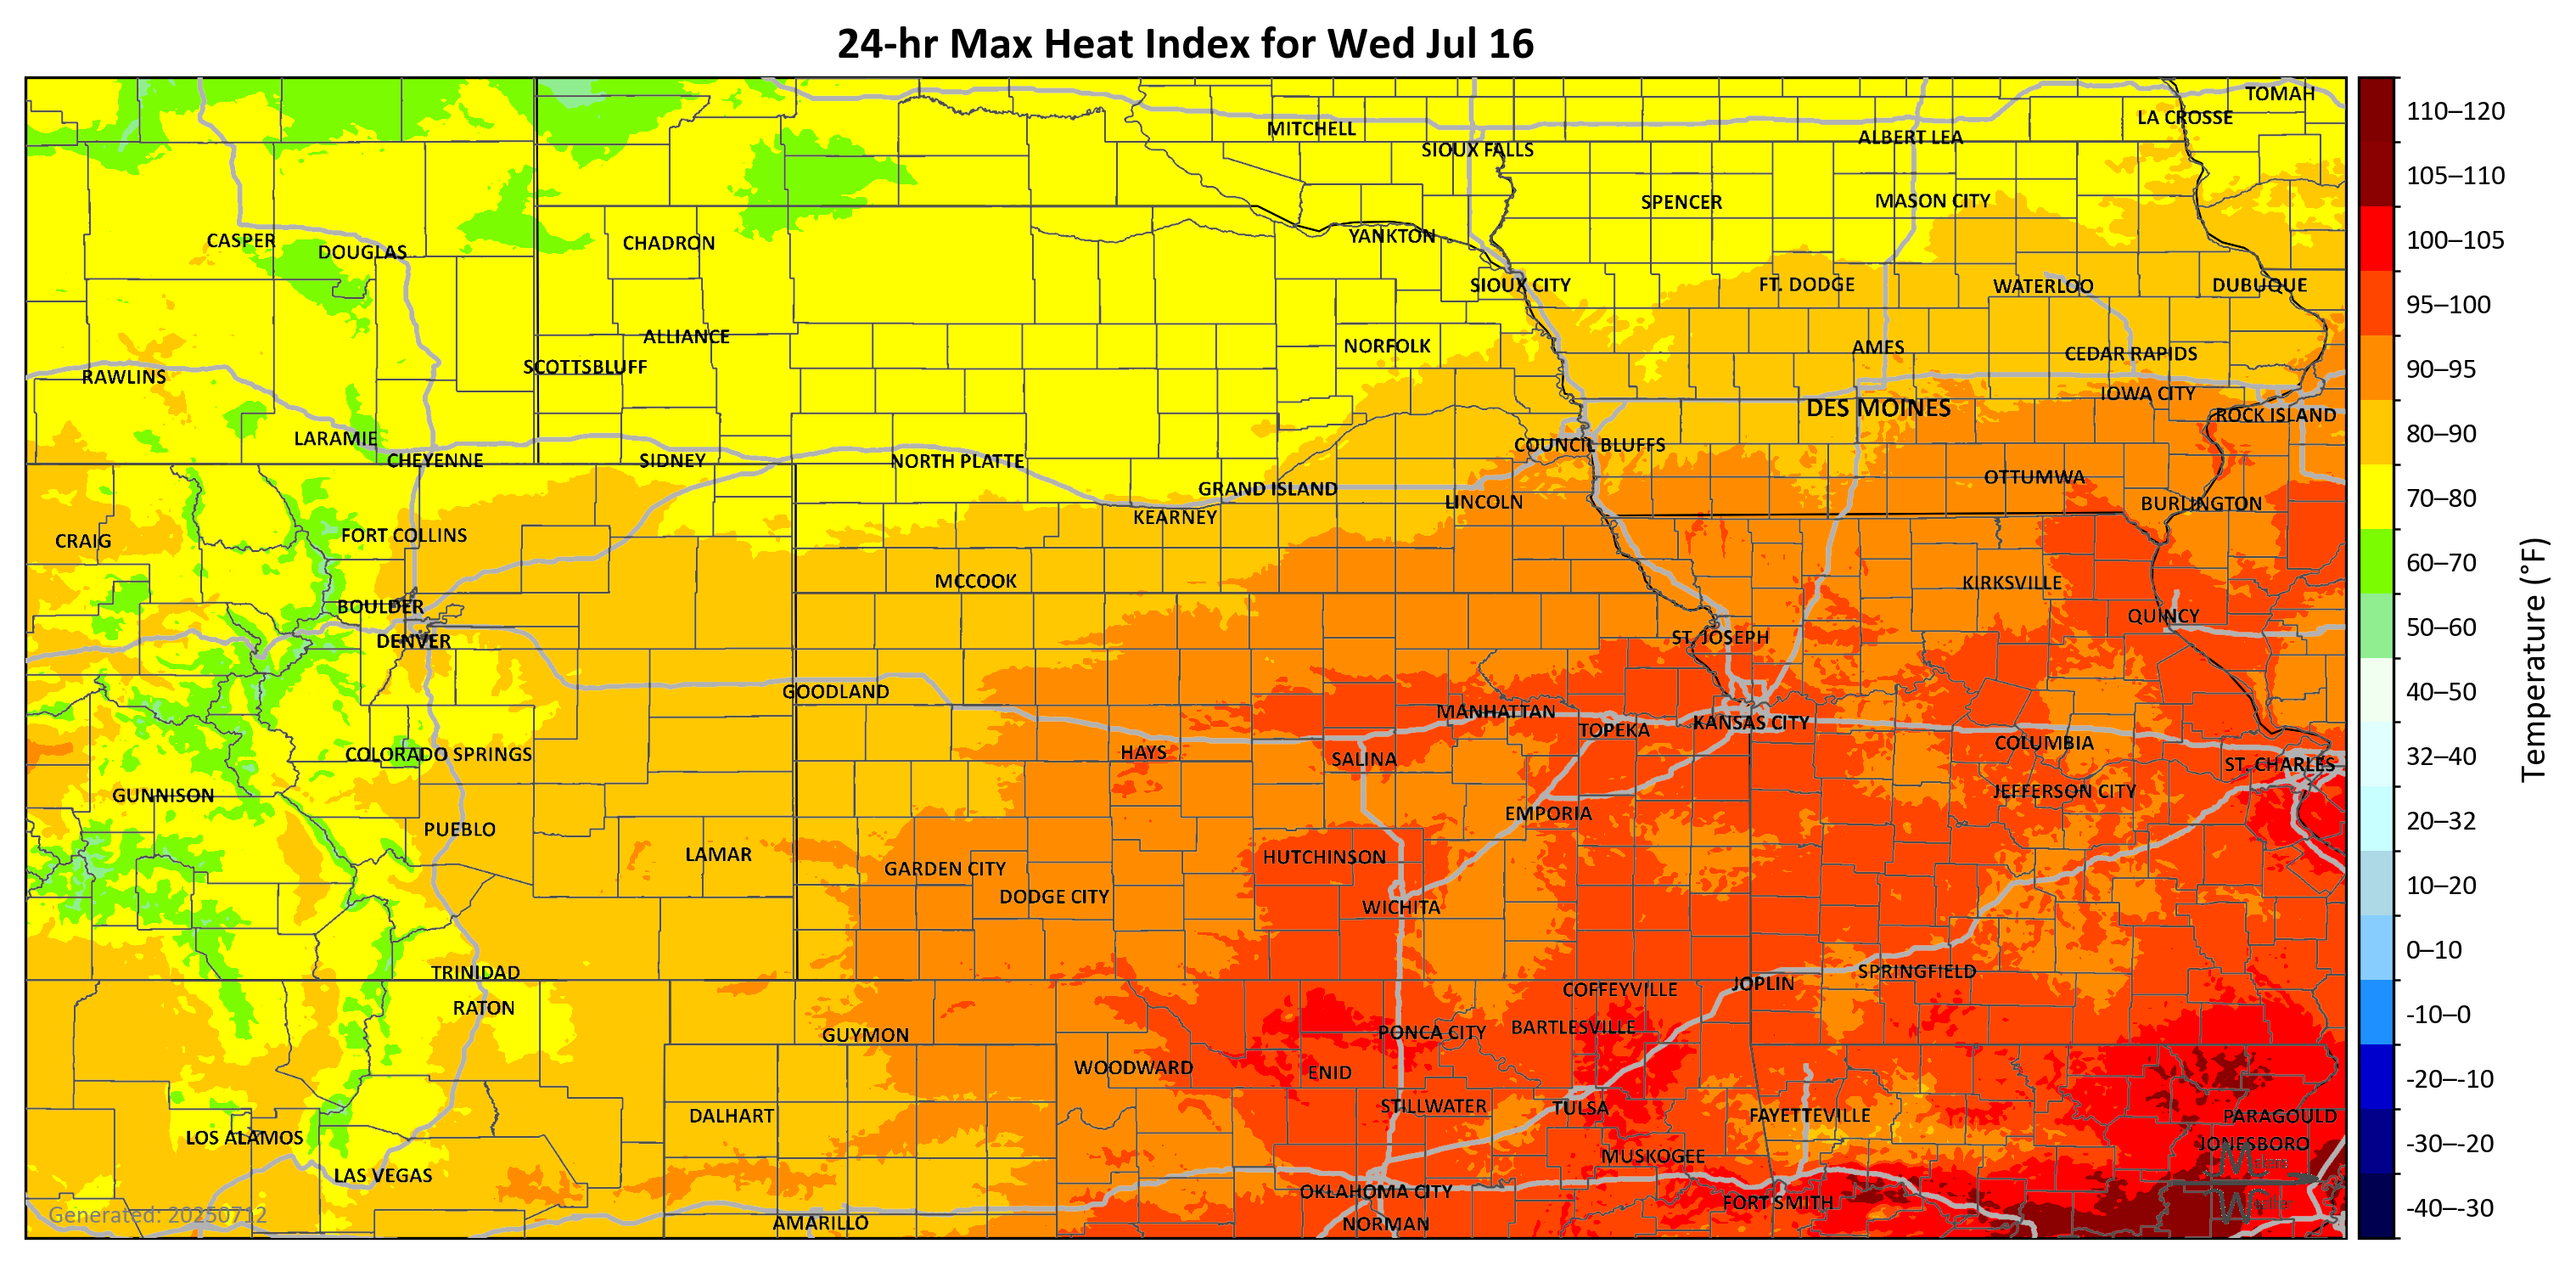 24-hr Max Heat Index for Wed Jul 16
TOMAH
LA CROSSE
MITCHELL
ALBERT LEA
SIOUX FALLS
SPENCER
MASON CITY
YANKTON
CASPER
CHADRON
DOUGLAS
SIOUX CITY
FT. DODGE
WATERLOO
DUBUQUE
ALLIANCE
NORFOLK
AMES
CEDAR RAPIDS
SCOTTSBLUFF
RAWLINS
IOWA CITY
DES MOINES
ROCK ISLAND
LARAMIE
COUNCIL BLUFFS
CHEYENNE
SIDNEY
NORTH PLATTE
OTTUMWA
GRAND ISLAND
LINCOLN
BURLINGTON
KEARNEY
FORT COLLINS
CRAIG
MCCOOK
KIRKSVILLE
BOULDER
QUINCY
DENVER
ST. JOSEPH
GOODLAND
MANHATTAN
KANSAS CITY
TOPEKA
COLUMBIA
COLORADO SPRINGS
HAYS
SALINA
ST. CHARLES
GUNNISON
JEFFERSON CITY
EMPORIA
PUEBLO
LAMAR
HUTCHINSON
GARDEN CITY
DODGE CITY
WICHITA
TRINIDAD
SPRINGFIELD
JOPLIN
COFFEYVILLE
RATON
BARTLESVILLE
PONCA CITY
GUYMON
WOODWARD
ENID
STILLWATER
TULSA
DALHART
FAYETTEVILLE
PARAGOULD
LOS ALAMOS
JONESBORO
MUSKOGEE
LAS VEGAS
OKLAHOMA CITY
FORT SMITH
AMARILLO
NORMAN
Generated: 20250712
110–120
105–110
100–105
95–100
90–95
80–90
70–80
60–70
50–60
40–50
32–40
20–32
10–20
0–10
-10–0
-20–-10
-30–-20
-40–-30
Temperature (°F)